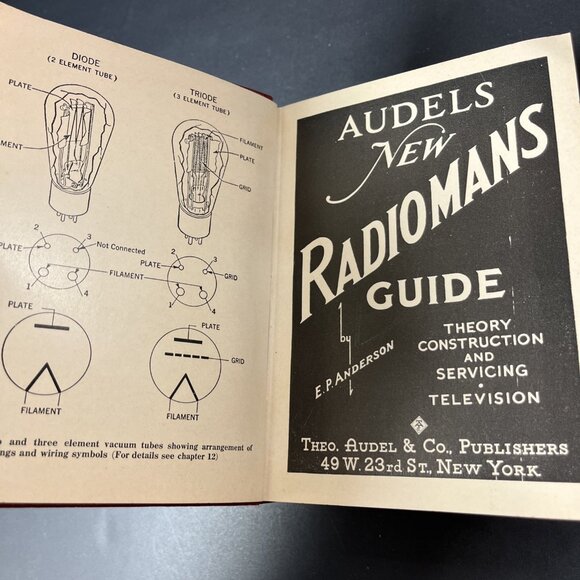 DIODE
(2 ELEMENT TUBE)
PLATE
TRIODE
(3 ELEMENT TUBE)
FILAMENT
PLATE
GRID
PLATE
2
3
Not Connected
FILAMENT
1
4
PLATE
2
3
GRID
1
4
PLATE
FILAMENT
PLATE
GRID
FILAMENT
and three element vacuum tubes showing arrangement of
and wiring symbols (For details see chapter 12)
AUDELS
NEW
RADIOMANS
GUIDE
by
E.P. ANDERSON
THEORY
CONSTRUCTION
AND
SERVICING
•
TELEVISION
THEO. AUDEL & CO., PUBLISHERS
49 W. 23rd ST., NEW YORK